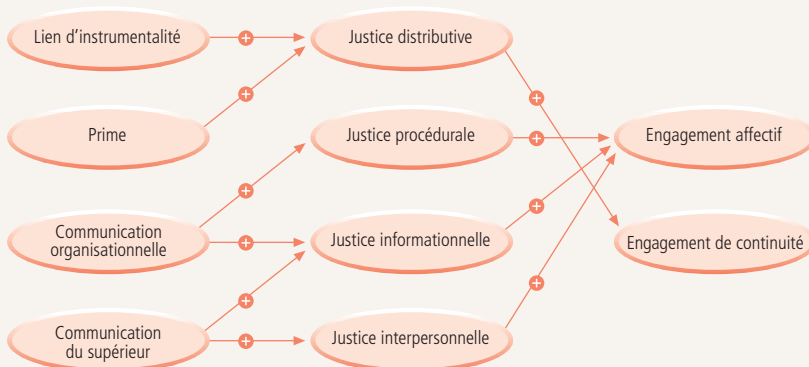 Lien d'instrumentalité
Justice distributive
Prime
Justice procédurale
Engagement affectif
Communication
organisationnelle
Justice informationnelle
Engagement de continuité
Communication
du supérieur
Justice interpersonnelle